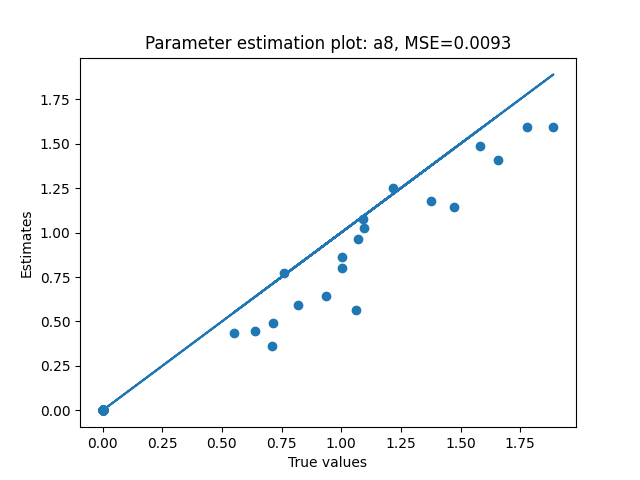 Parameter estimation plot: a8, MSE=0.0093
1.75
1.50
1.25
1.00
0.75
0.50
0.25
0.00
Estimates
0.00 0.25 0.50 0.75 1.00 1.25 1.50 1.75
True values